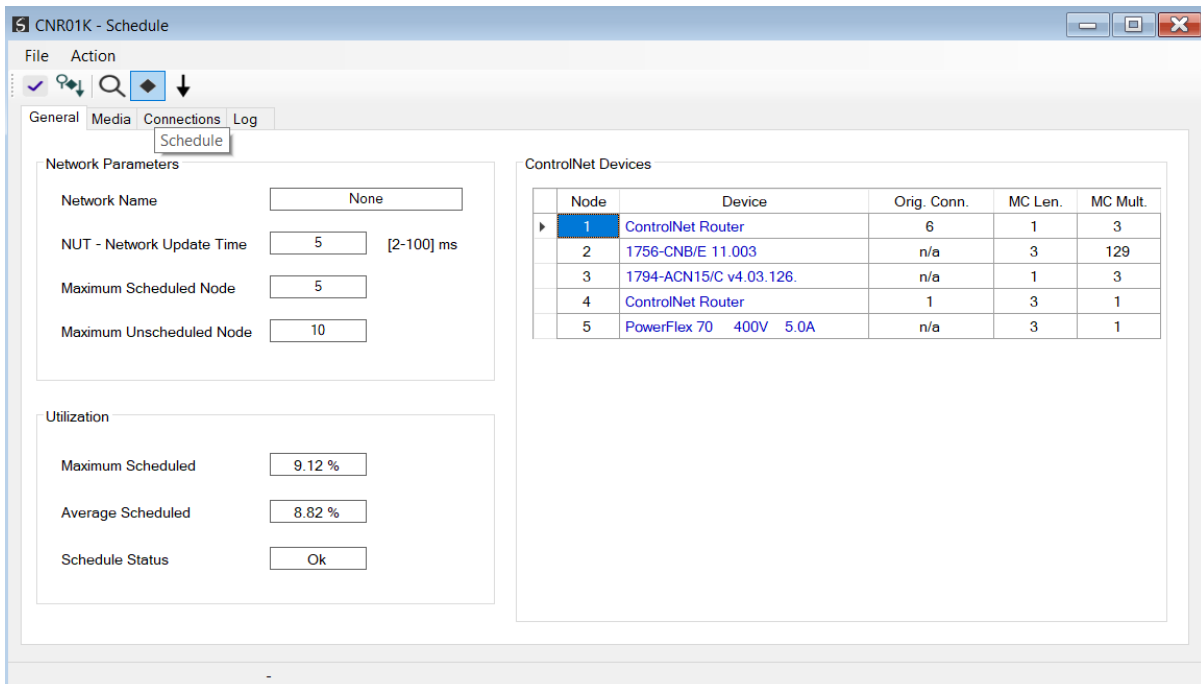 CNR01K - Schedule
File Action
General Media Connections Log
Schedule
Network Parameters
Network Name None
NUT - Network Update Time 5 [2-100] ms
Maximum Scheduled Node 5
Maximum Unscheduled Node 10
Utilization
Maximum Scheduled 9.12 %
Average Scheduled 8.82 %
Schedule Status Ok
ControlNet Devices
Node Device Orig. Conn. MC Len. MC Mult.
1 ControlNet Router 6 1 3
2 1756-CNB/E 11.003 n/a 3 129
3 1794-ACN15/C v4.03.126. n/a 1 3
4 ControlNet Router 1 3 1
5 PowerFlex 70 400V 5.0A n/a 3 1
-